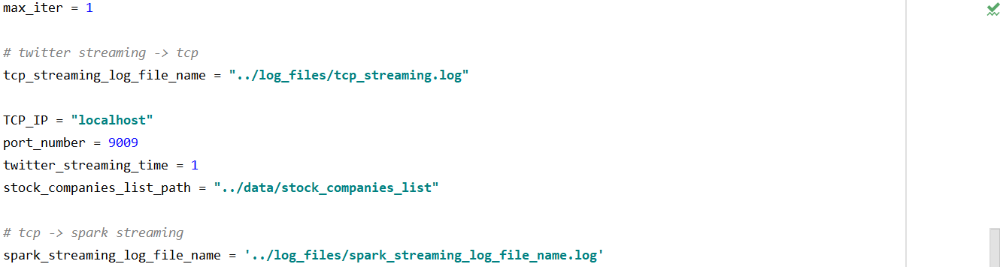 max_iter = 1
# twitter streaming -> tcp
tcp_streaming_log_file_name = "../log_files/tcp_streaming.log"
TCP_IP = "localhost"
port_number = 9009
twitter_streaming_time = 1
stock_companies_list_path = "../data/stock_companies_list"
# tcp -> spark streaming
spark_streaming_log_file_name = '../log_files/spark_streaming_log_file_name.log'